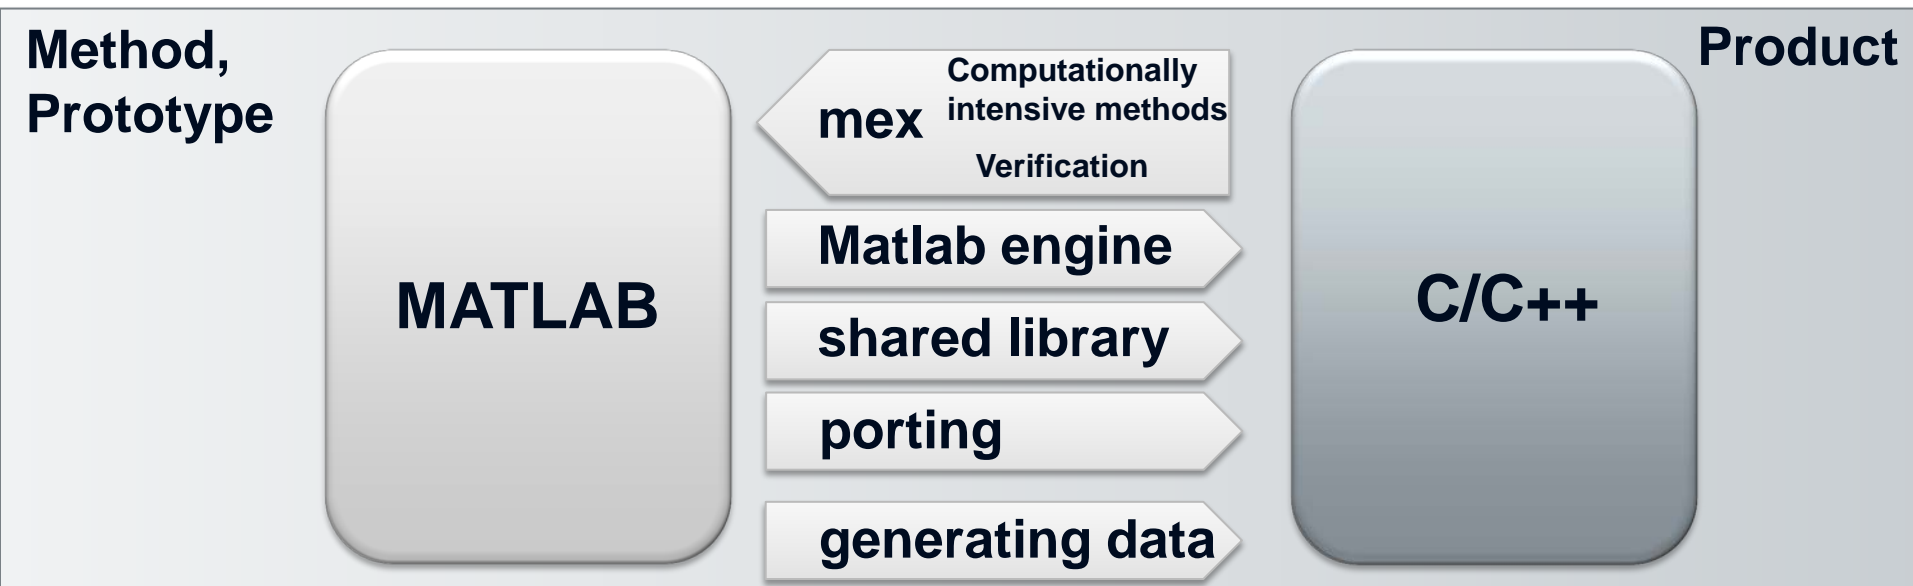 Method,
Prototype
MATLAB
mex
Computationally
intensive methods
Verification
Matlab engine
shared library
porting
generating data
C/C++
Product